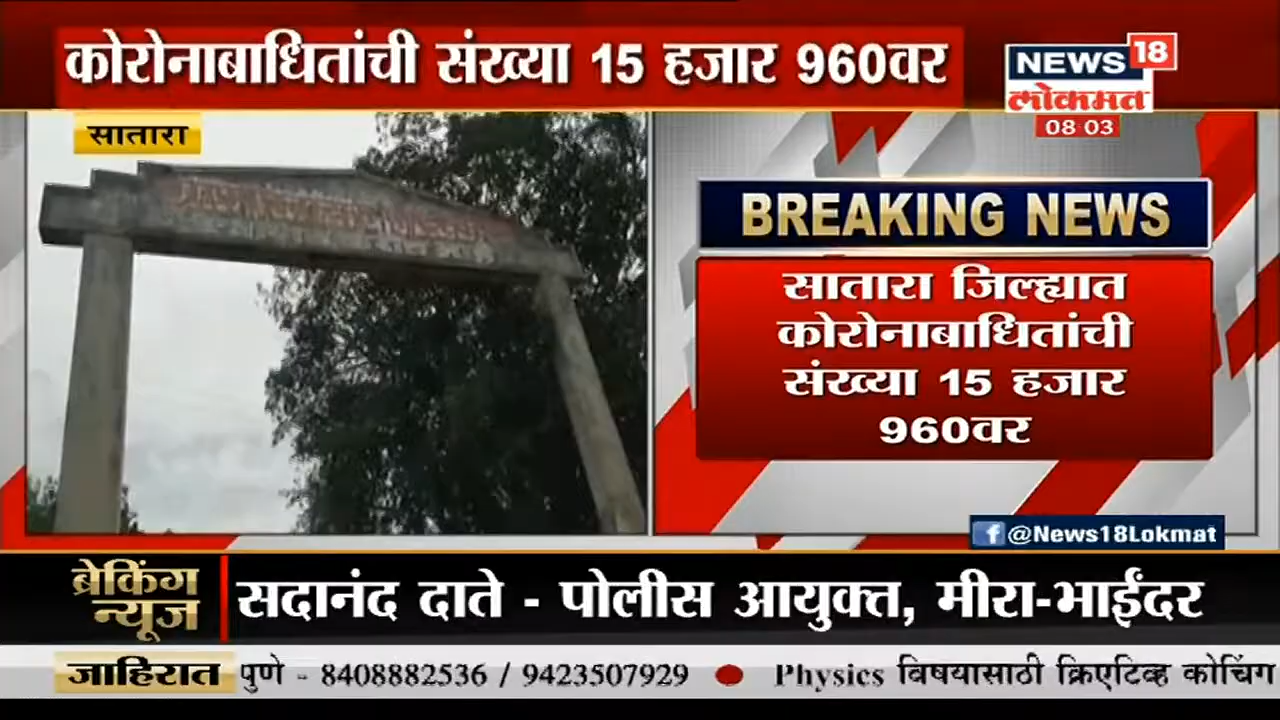 कोरोनाबाधितांची संख्या 15 हजार 960वर
NEWS 18
लोकमत
08 03
सातारा
BREAKING NEWS
सातारा जिल्ह्यात
कोरोनाबाधितांची
संख्या 15 हजार
960वर
f @News18Lokmat
ब्रेकिंग
न्यूज
सदानंद दाते - पोलीस आयुक्त, मीरा-भाईंदर
जाहिरात
पुणे - 8408882536 / 9423507929 ● Physics विषयासाठी क्रिएटिव्ह कोचिंग